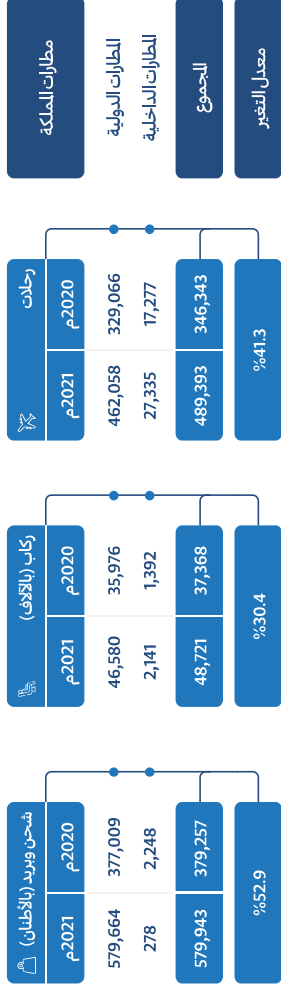 مطارات المملكة
المطارات الدولية
المطارات الداخلية
المجموع
معدل التغير
رحلات
2020م
2021م
329,066
462,058
17,277
27,335
346,343
489,393
%41.3
ركاب (بالآلاف)
2020م
2021م
35,976
46,580
1,392
2,141
37,368
48,721
%30.4
شحن وبريد (بالأطنان)
2020م
2021م
377,009
579,664
2,248
278
379,257
579,943
%52.9